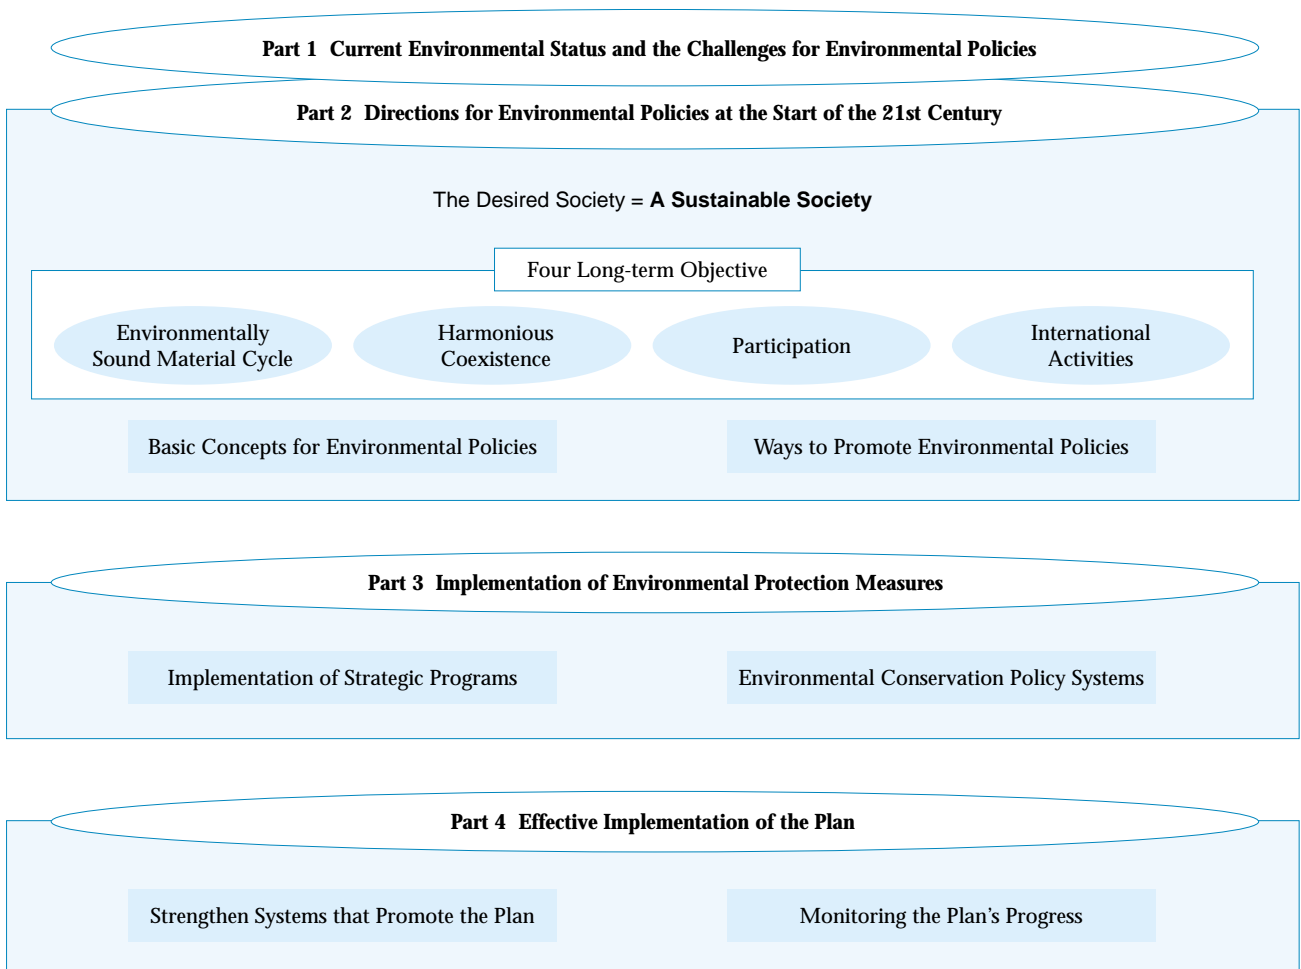 Part 1 Current Environmental Status and the Challenges for Environmental Policies
Part 2 Directions for Environmental Policies at the Start of the 21st Century
The Desired Society = A Sustainable Society
Four Long-term Objective
Environmentally
Sound Material Cycle
Harmonious
Coexistence
Participation
International
Activities
Basic Concepts for Environmental Policies
Ways to Promote Environmental Policies
Part 3 Implementation of Environmental Protection Measures
Implementation of Strategic Programs
Environmental Conservation Policy Systems
Part 4 Effective Implementation of the Plan
Strengthen Systems that Promote the Plan
Monitoring the Plan’s Progress